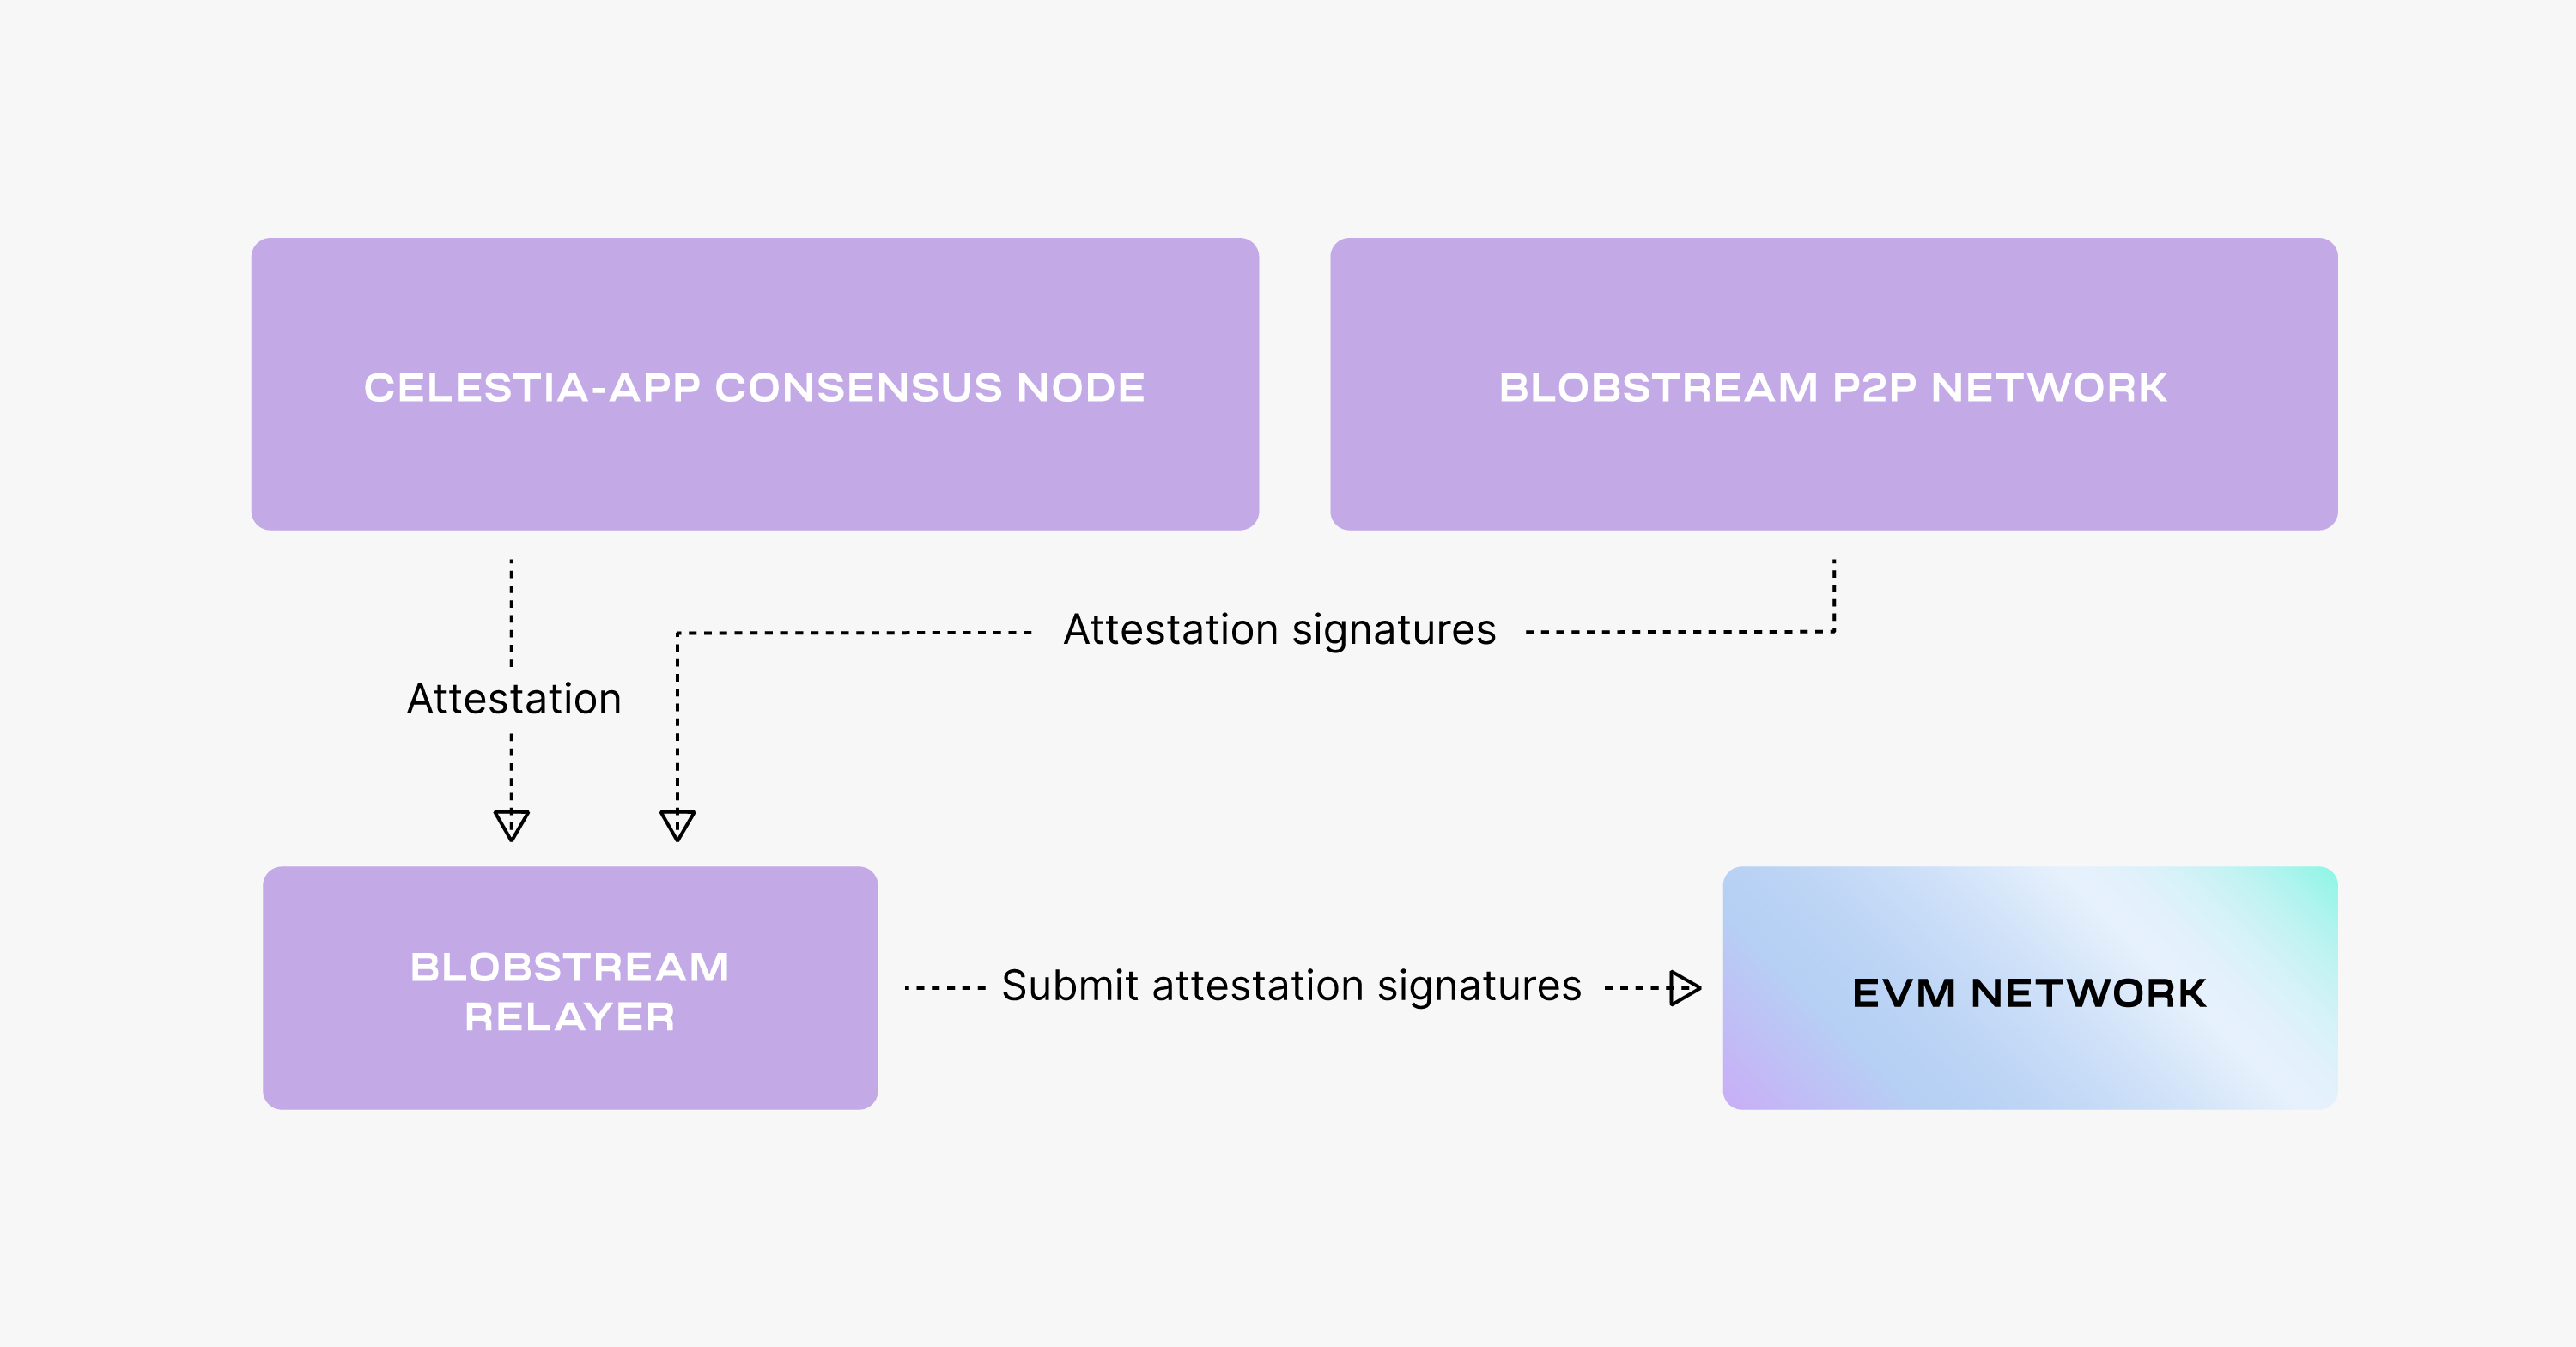 CELESTIA-APP CONSENSUS NODE
BLOBSTREAM P2P NETWORK
Attestation signatures
Attestation
BLOBSTREAM
RELAYER
Submit attestation signatures
EVM NETWORK